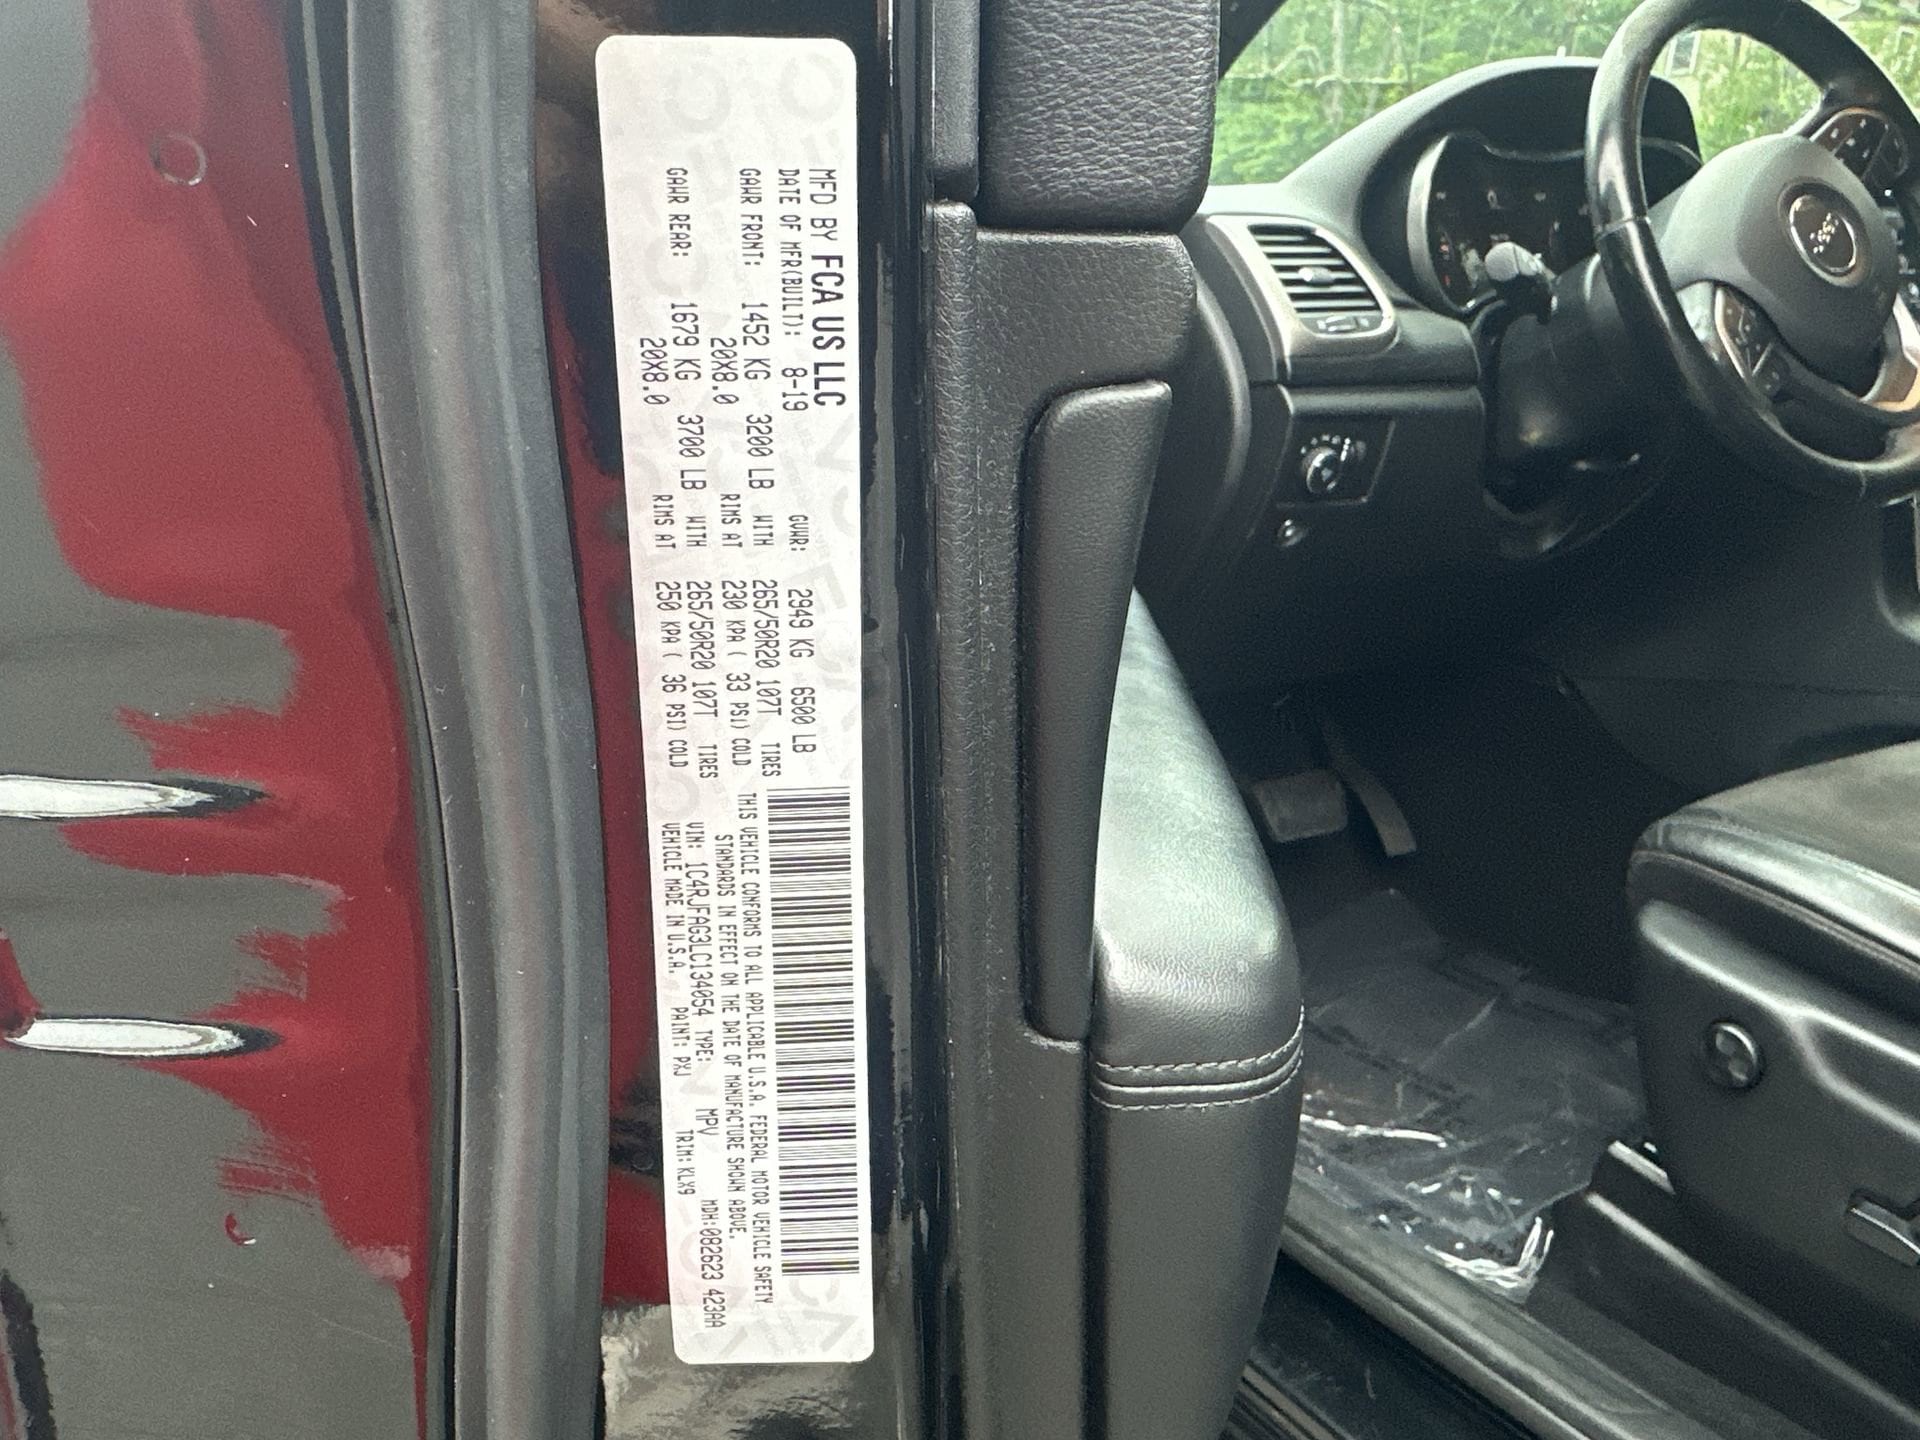 MFD BY FCA US LLC
DATE OF MFR(BUILT): 8-19 GVWR: 2949 KG 6500 LB
GAWR FRONT: 1452 KG 3200 LB WITH 265/50R20 107T TIRES
20X8.0 RIMS AT 230 KPA ( 33 PSI) COLD
GAWR REAR: 1679 KG 3700 LB WITH 265/50R20 107T TIRES
20X8.0 RIMS AT 250 KPA ( 36 PSI) COLD
THIS VEHICLE CONFORMS TO ALL APPLICABLE U.S.A. FEDERAL MOTOR VEHICLE SAFETY
STANDARDS IN EFFECT ON THE DATE OF MANUFACTURE SHOWN ABOVE.
VIN: 1C4RJFAG3LC134054 TYPE: MPV MDH:082623 423AA
VEHICLE MADE IN U.S.A. PAINT: PXJ TRIM:KLX9
Jeep